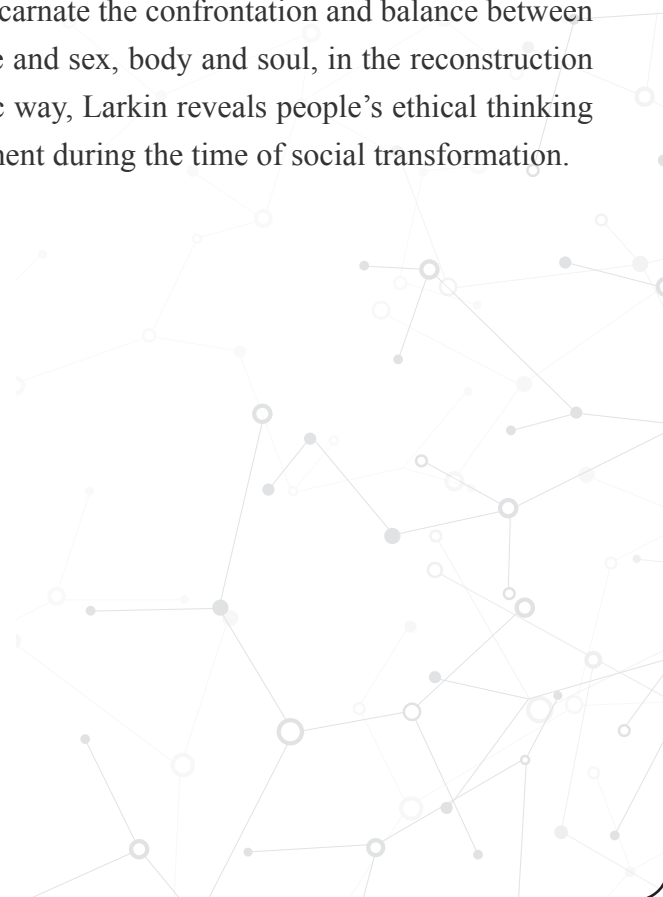 carnate the confrontation and balance between
and sex, body and soul, in the reconstruction
way, Larkin reveals people’s ethical thinking
during the time of social transformation.